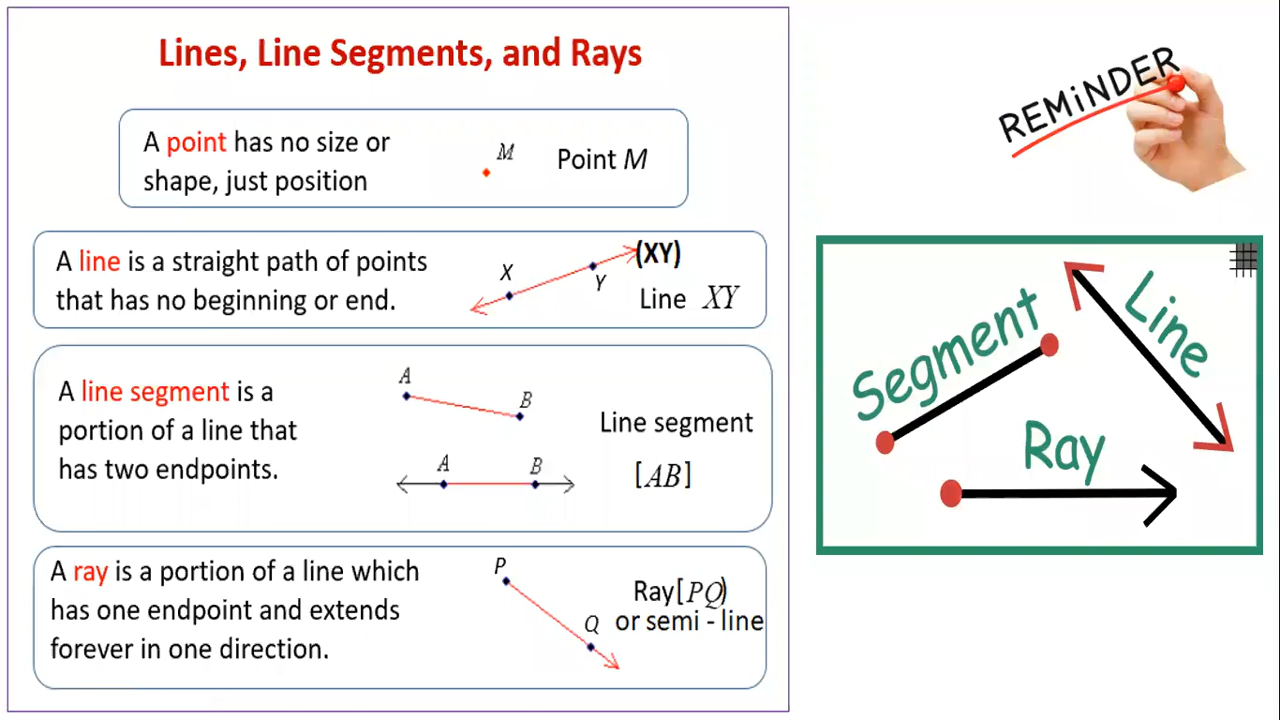 Lines, Line Segments, and Rays
A point has no size or
shape, just position
M
Point M
A line is a straight path of points
that has no beginning or end.
X
Y
(XY)
Line XY
A line segment is a
portion of a line that
has two endpoints.
A
B
A
B
Line segment
[AB]
A ray is a portion of a line which
has one endpoint and extends
forever in one direction.
P
Q
Ray[PQ)
or semi - line
REMiNDER
Segment
Line
Ray